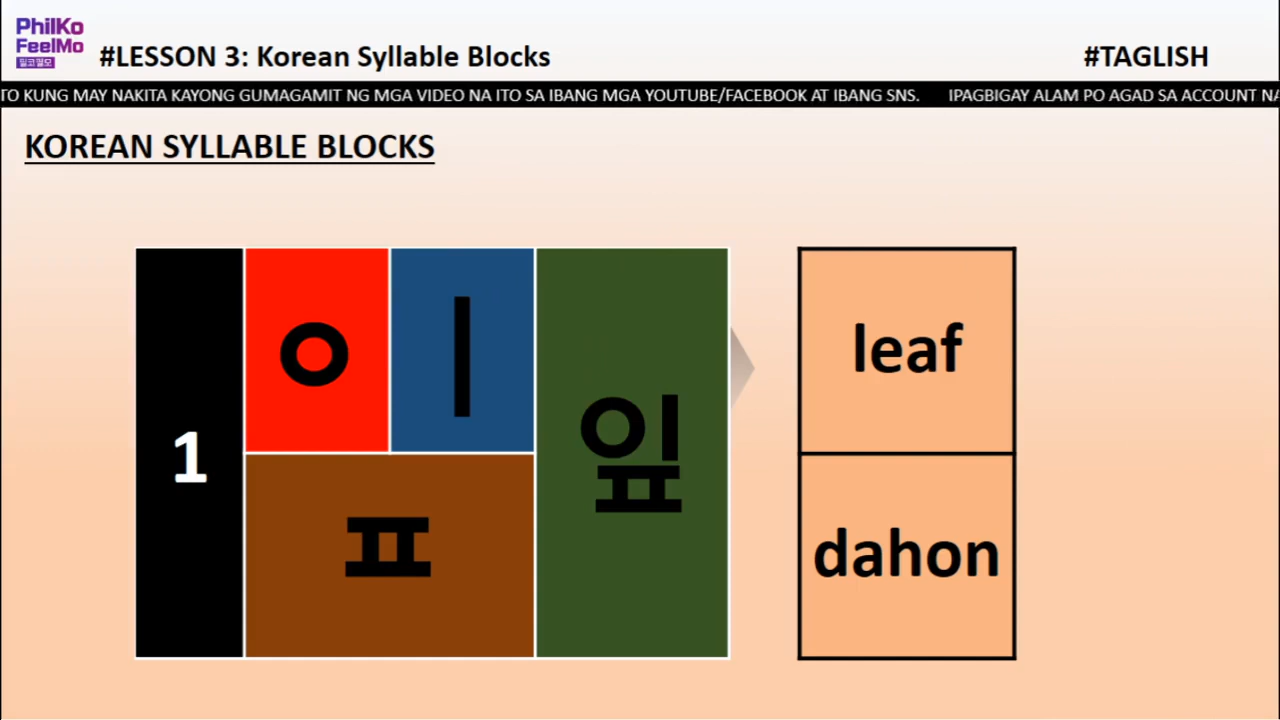 PhilKo
FeelMo
필코필모
#LESSON 3: Korean Syllable Blocks
#TAGLISH
TO KUNG MAY NAKITA KAYONG GUMAGAMIT NG MGA VIDEO NA ITO SA IBANG MGA YOUTUBE/FACEBOOK AT IBANG SNS. IPAGBIGAY ALAM PO AGAD SA ACCOUNT NA
KOREAN SYLLABLE BLOCKS
1
ㅇ ㅣ
ㅍ
잎
leaf
dahon